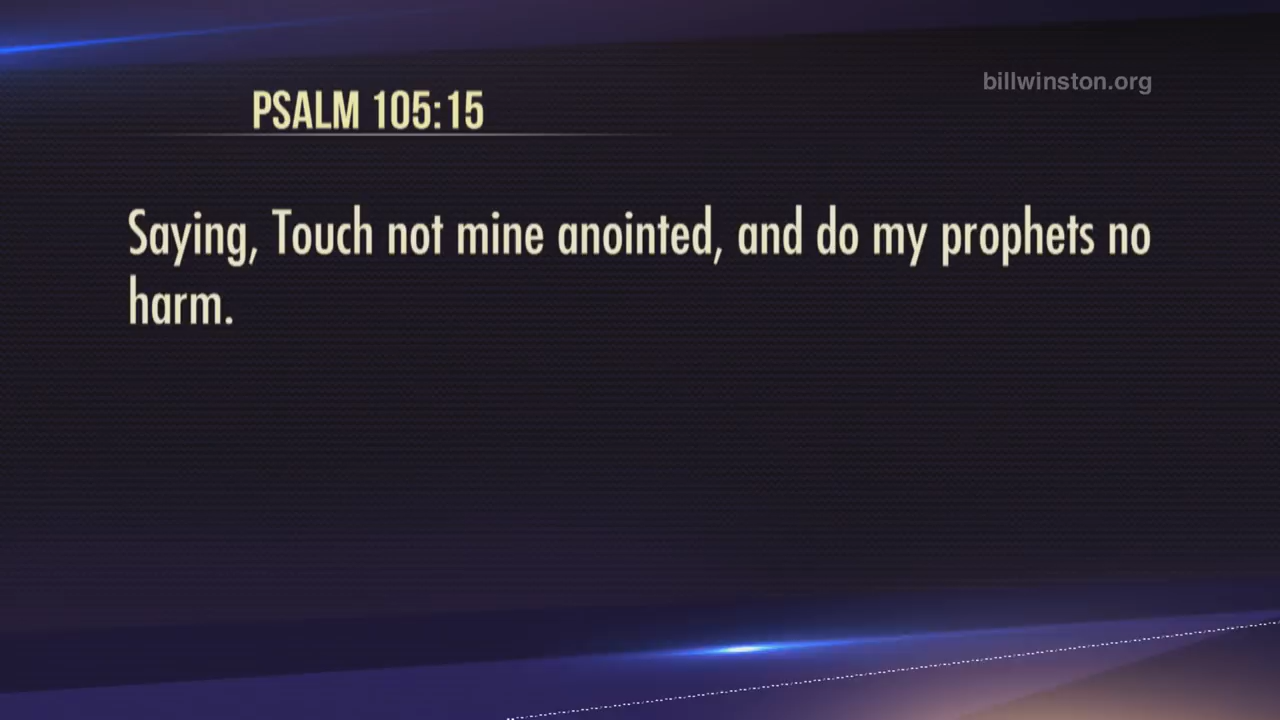 billwinston.org
PSALM 105:15
Saying, Touch not mine anointed, and do my prophets no
harm.